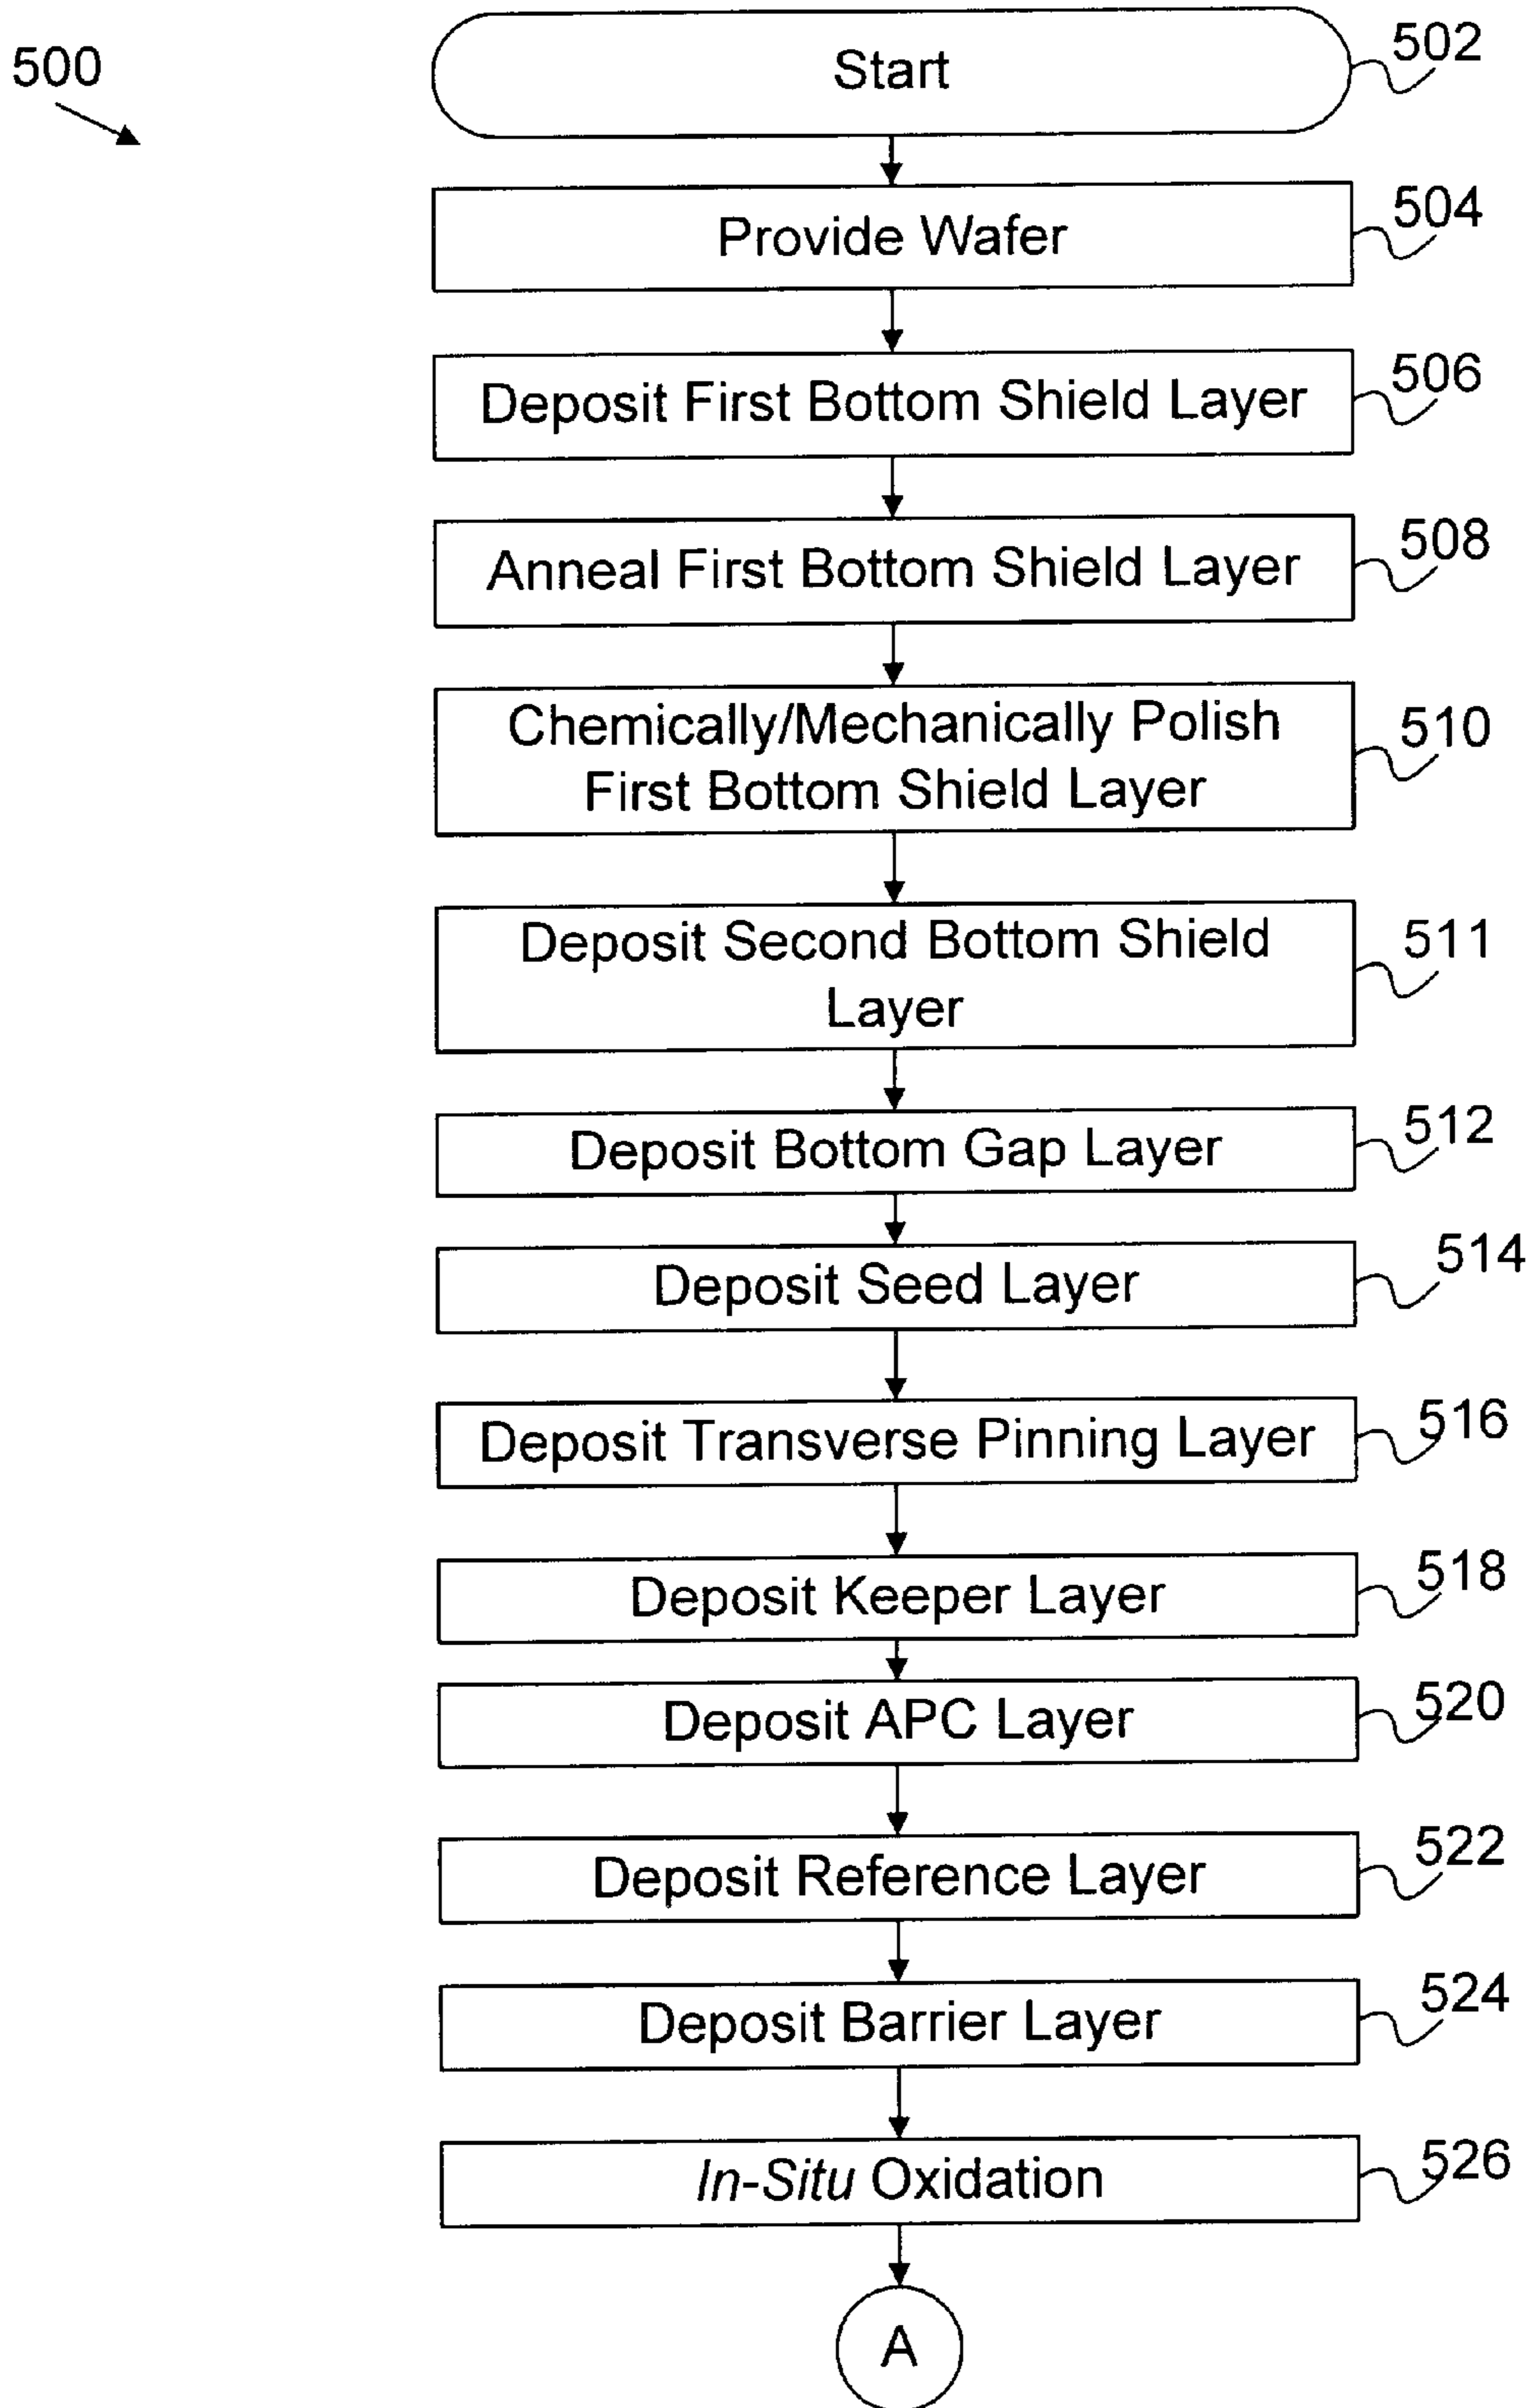 500
Start
502
Provide Wafer
504
Deposit First Bottom Shield Layer
506
Anneal First Bottom Shield Layer
508
Chemically/Mechanically Polish
First Bottom Shield Layer
510
Deposit Second Bottom Shield
Layer
511
Deposit Bottom Gap Layer
512
Deposit Seed Layer
514
Deposit Transverse Pinning Layer
516
Deposit Keeper Layer
518
Deposit APC Layer
520
Deposit Reference Layer
522
Deposit Barrier Layer
524
In-Situ Oxidation
526
A